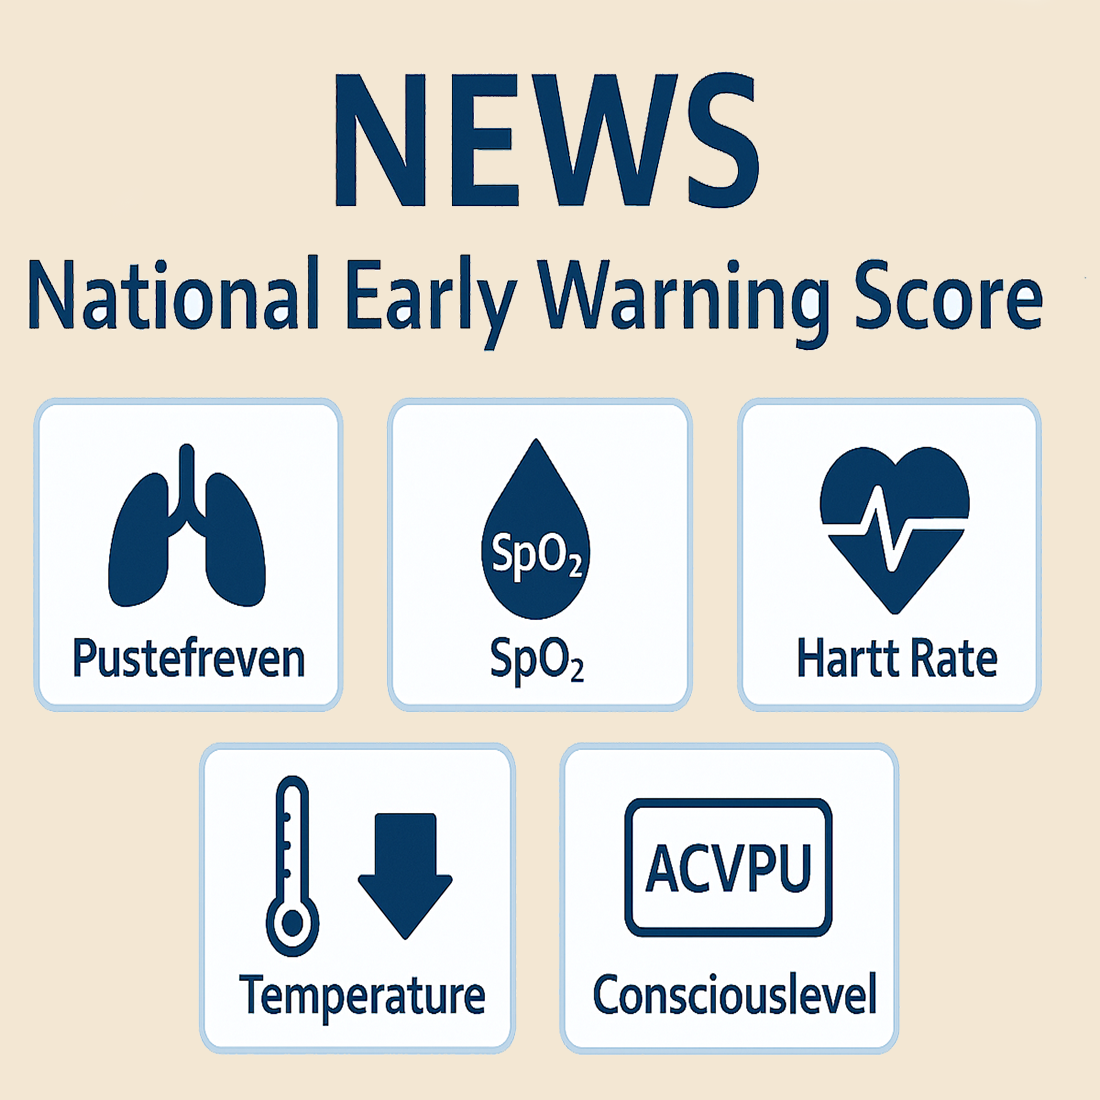 NEWS
National Early Warning Score
SpO₂
Pustefreven
SpO₂
Hartt Rate
ACVPU
Temperature
Consciouslevel